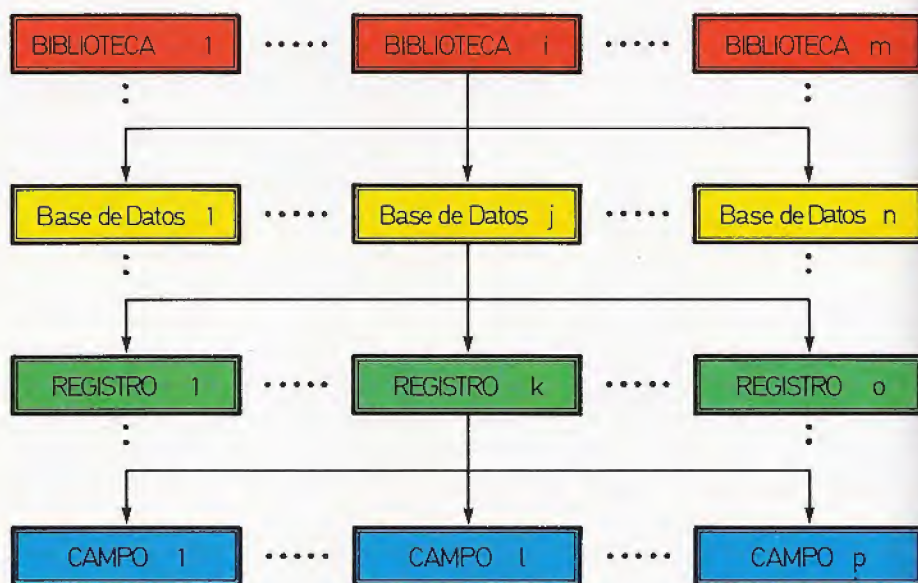 BIBLIOTECA 1 ..... BIBLIOTECA i ..... BIBLIOTECA m
Base de Datos 1 ..... Base de Datos j ..... Base de Datos n
REGISTRO 1 ..... REGISTRO k ..... REGISTRO o
CAMPO 1 ..... CAMPO l ..... CAMPO p